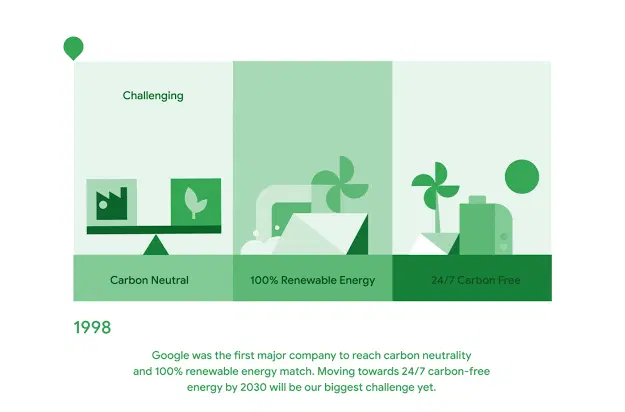 Challenging
Carbon Neutral
100% Renewable Energy
24/7 Carbon Free
1998
Google was the first major company to reach carbon neutrality
and 100% renewable energy match. Moving towards 24/7 carbon-free
energy by 2030 will be our biggest challenge yet.